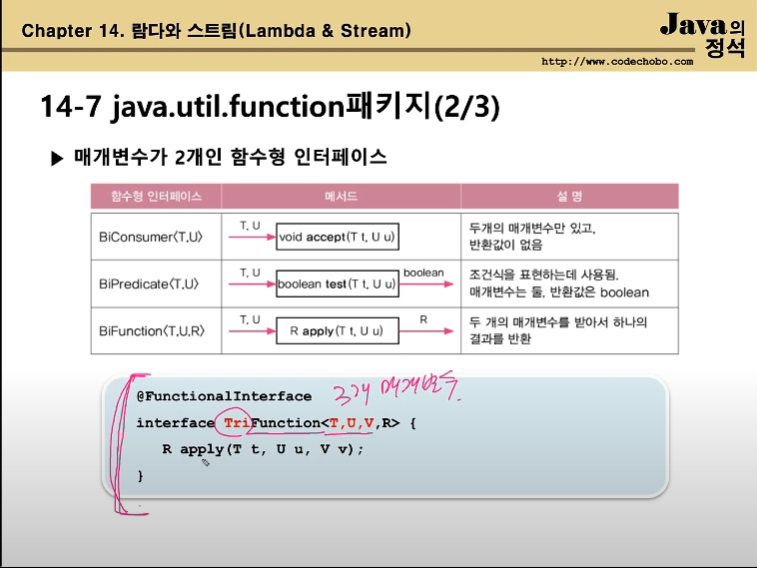 Chapter 14. 람다와 스트림(Lambda & Stream)
Java의
정석
http://www.codechobo.com
14-7 java.util.function패키지(2/3)
▶ 매개변수가 2개인 함수형 인터페이스
함수형 인터페이스 메서드 설 명
BiConsumer<T,U> T, U void accept(T t, U u) 두개의 매개변수만 있고,
반환값이 없음
BiPredicate<T,U> T, U boolean test(T t, U u) boolean 조건식을 표현하는데 사용됨.
매개변수는 둘, 반환값은 boolean
BiFunction<T,U,R> T, U R apply(T t, U u) R 두 개의 매개변수를 받아서 하나의
결과를 반환
@FunctionalInterface 3개 매개변수.
interface TriFunction<T,U,V,R> {
R apply(T t, U u, V v);
}